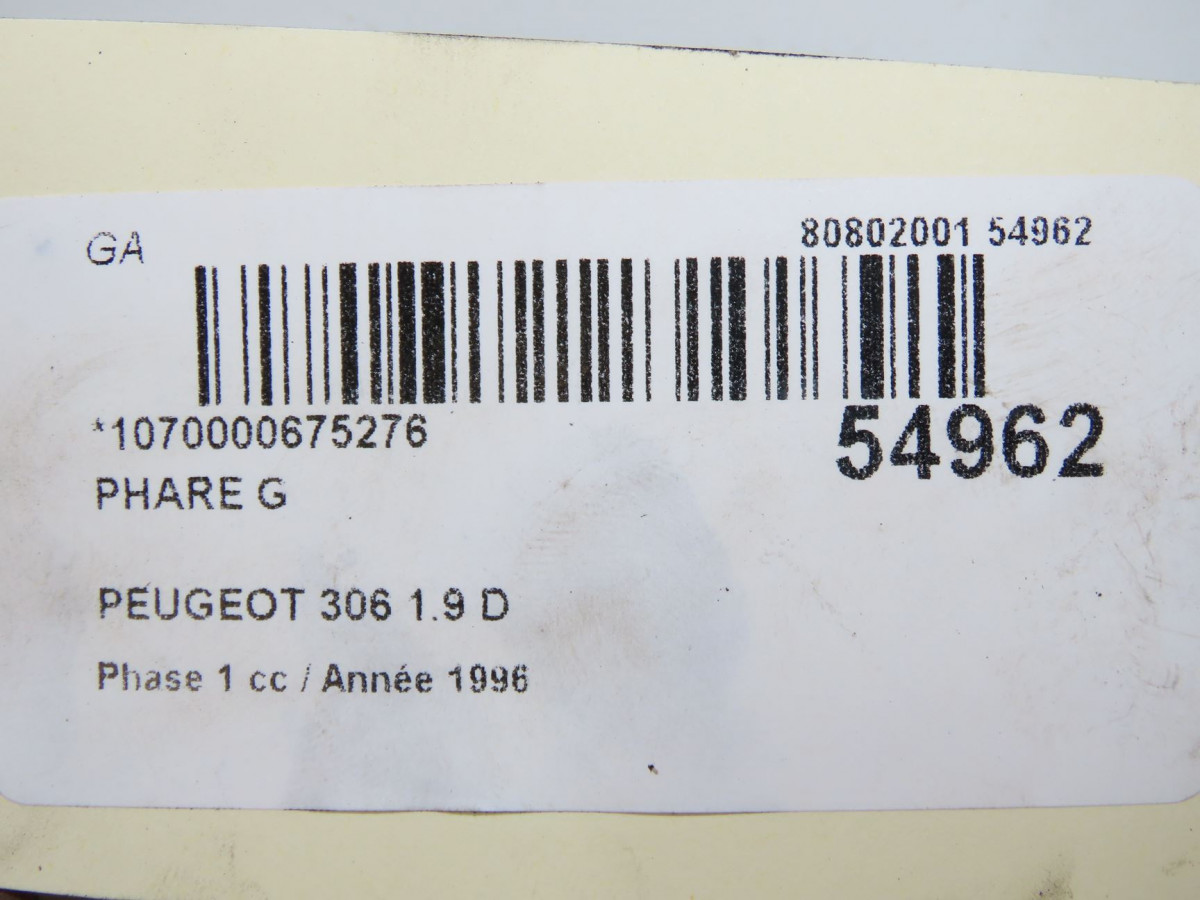 GA
80802001 54962
*1070000675276
54962
PHARE G
PEUGEOT 306 1.9 D
Phase 1 cc / Année 1996